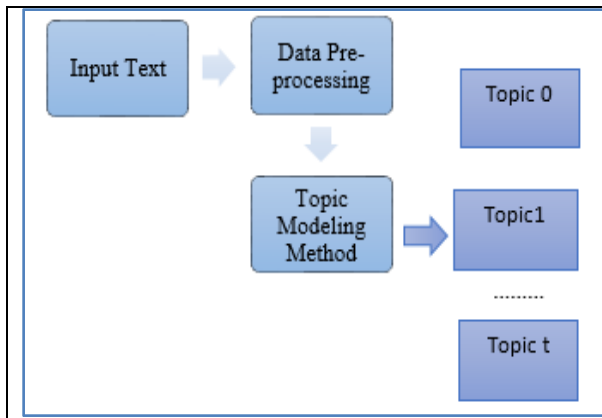 Input Text
Data Pre-
processing
Topic 0
Topic
Modeling
Method
Topic1
.........
Topic t